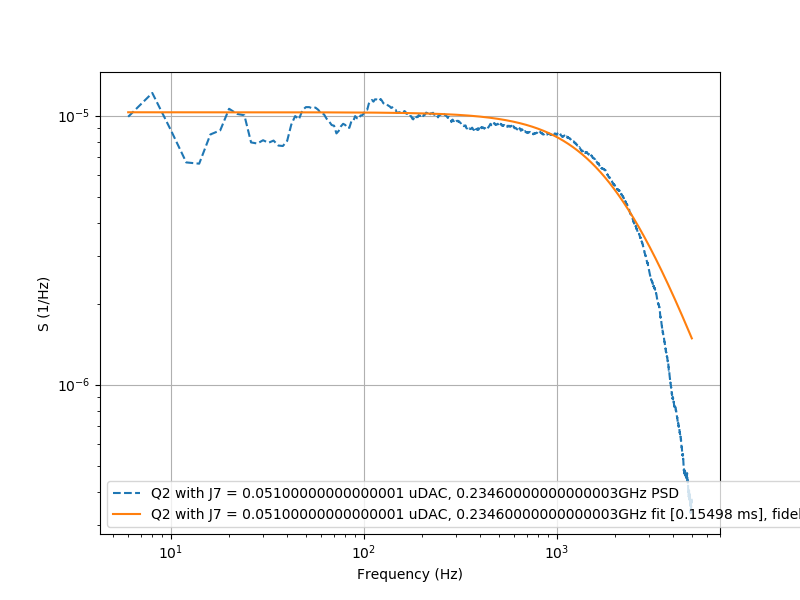 10⁻⁵
10⁻⁶
S (1/Hz)
Q2 with J7 = 0.05100000000000001 uDAC, 0.23460000000000003GHz PSD
Q2 with J7 = 0.05100000000000001 uDAC, 0.23460000000000003GHz fit [0.15498 ms], fidel
10¹ 10² 10³
Frequency (Hz)